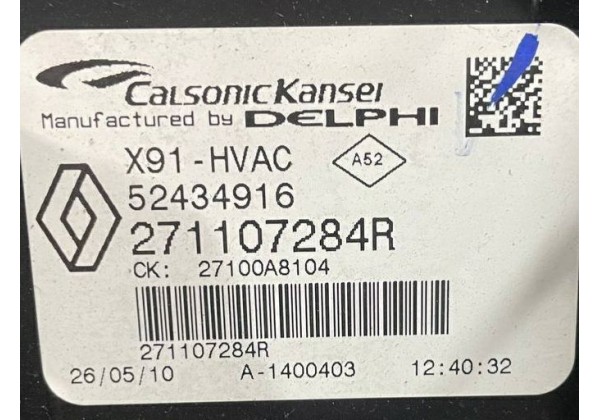 CALSONICKANSEI
Manufactured by DELPHI
X91-HVAC
A52
52434916
271107284R
CK: 27100A8104
271107284R
26/05/10 A-1400403 12:40:32